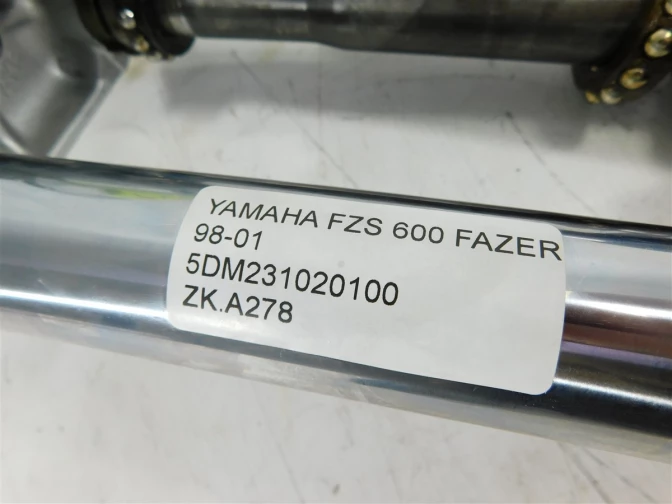 YAMAHA FZS 600 FAZER
98-01
5DM231020100
ZK.A278